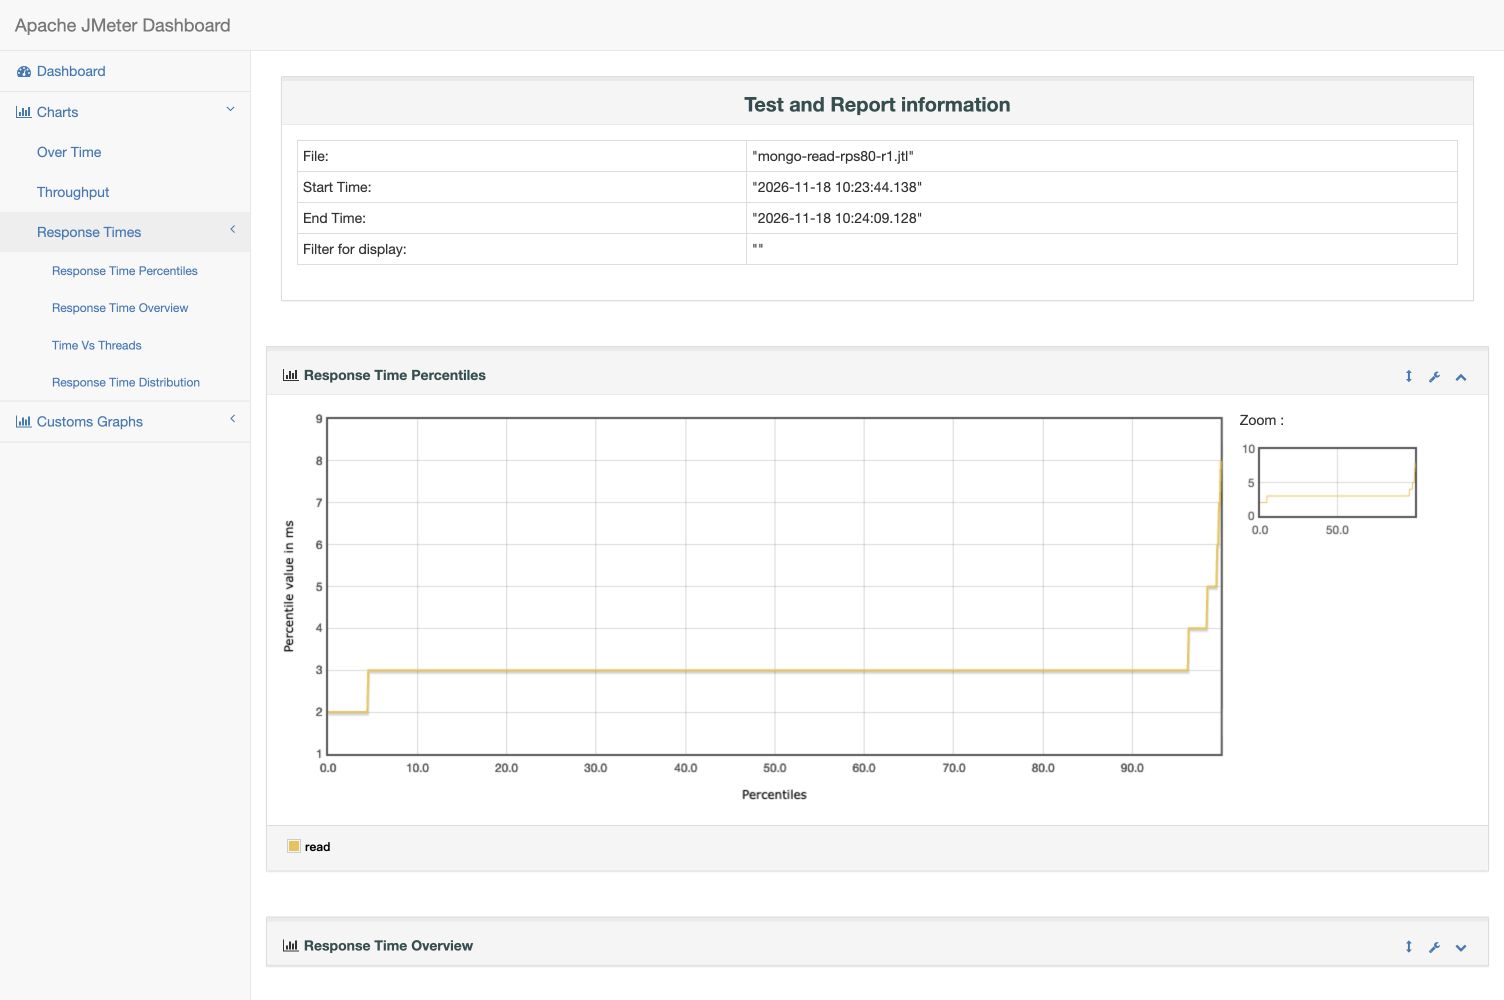 Apache JMeter Dashboard
Dashboard
Charts
Over Time
Throughput
Response Times
Response Time Percentiles
Response Time Overview
Time Vs Threads
Response Time Distribution
Customs Graphs
Test and Report information
File: "mongo-read-rps80-r1.jtl"
Start Time: "2026-11-18 10:23:44.138"
End Time: "2026-11-18 10:24:09.128"
Filter for display: ""
Response Time Percentiles
Percentile value in ms
9
8
7
6
5
4
3
2
1
0.0 10.0 20.0 30.0 40.0 50.0 60.0 70.0 80.0 90.0
Percentiles
Zoom :
10
5
0
0.0 50.0
read
Response Time Overview